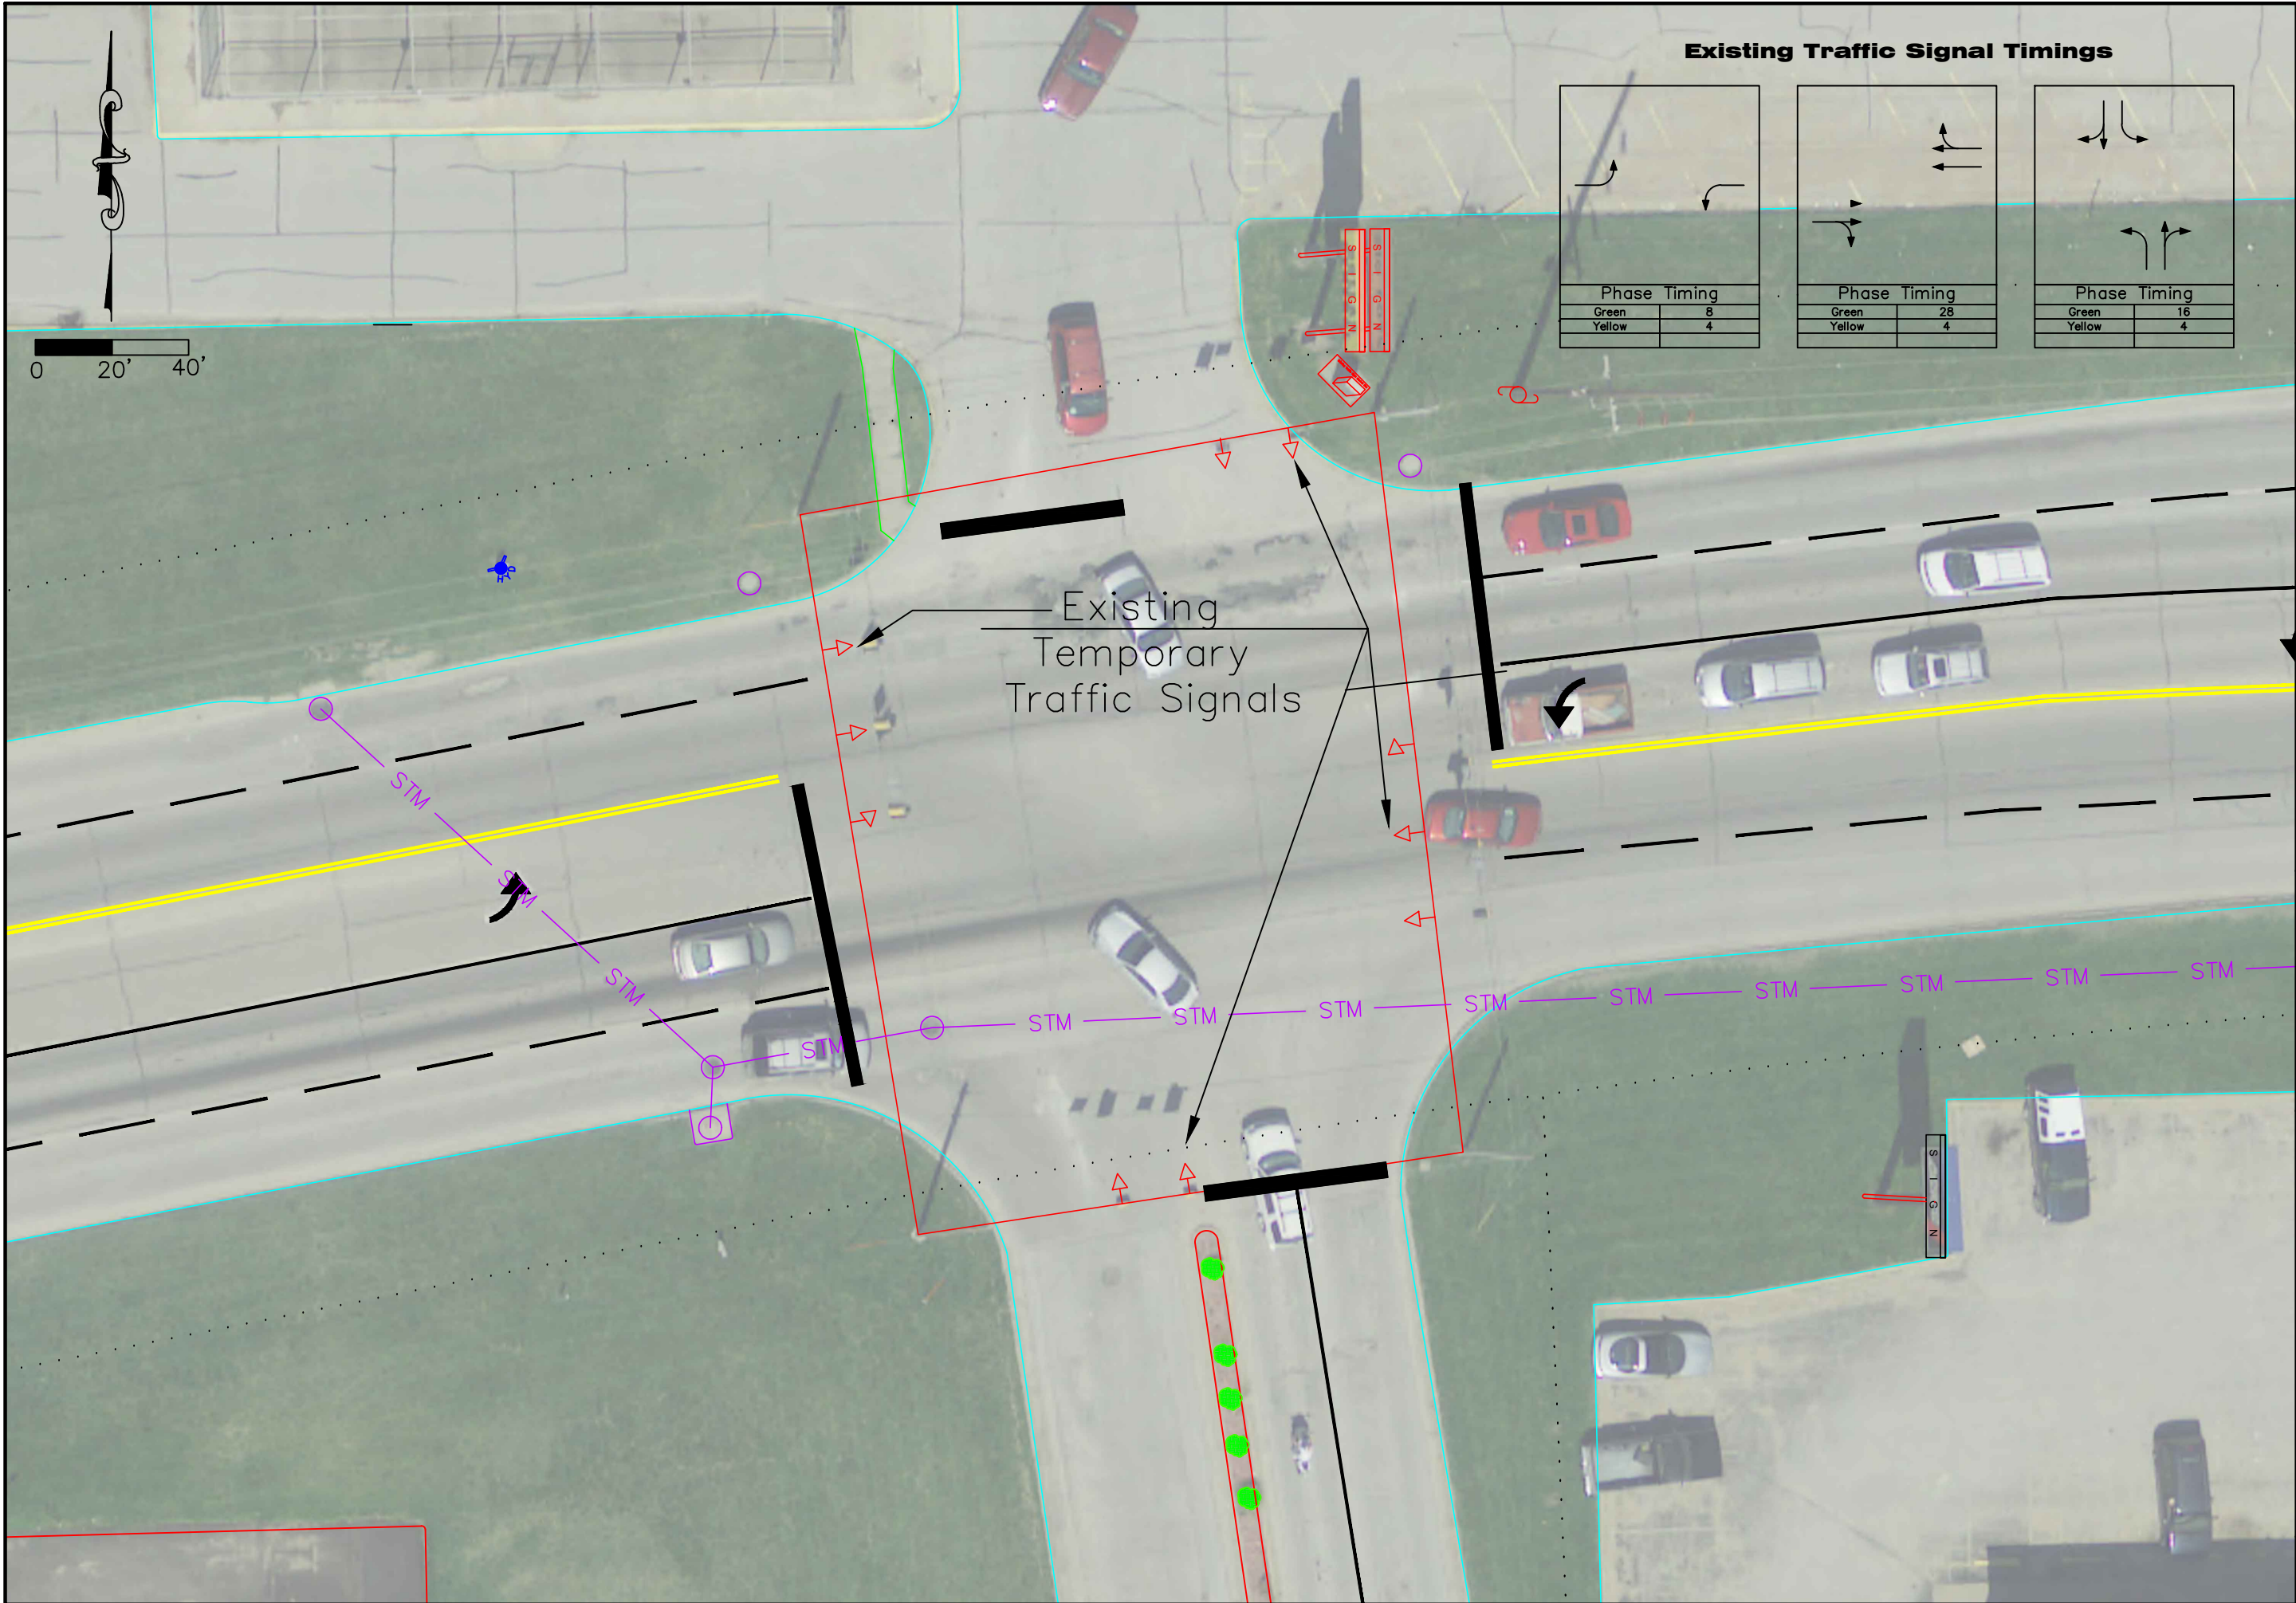 Existing Traffic Signal Timings
Phase Timing
Green 8
Yellow 4
Phase Timing
Green 28
Yellow 4
Phase Timing
Green 16
Yellow 4
0 20' 40'
SIGN
SIGN
HYD
Existing
Temporary
Traffic Signals
STM
STM
STM
STM
STM
STM
STM
STM
STM
STM
STM
STM
STM
SIGN